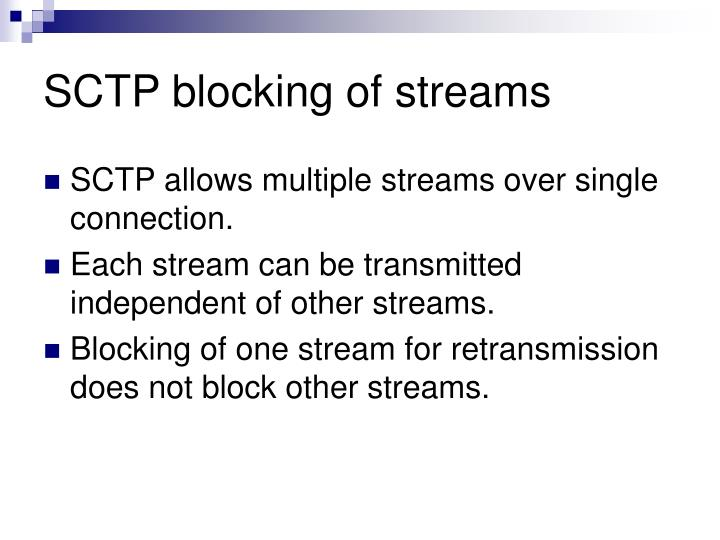 SCTP blocking of streams
SCTP allows multiple streams over single
connection.
Each stream can be transmitted
independent of other streams.
Blocking of one stream for retransmission
does not block other streams.